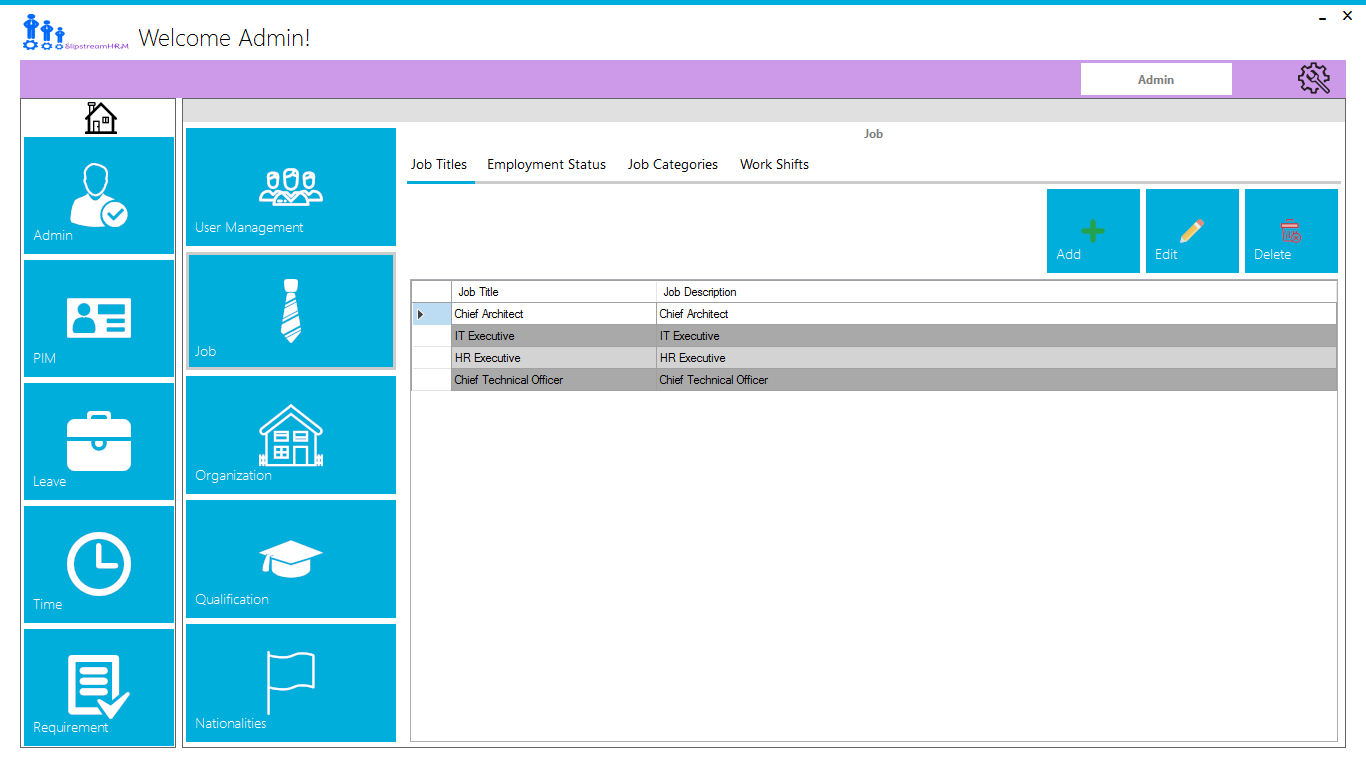 SlipstreamHRM
Welcome Admin!
Admin
Admin
PIM
Leave
Time
Requirement
User Management
Job
Organization
Qualification
Nationalities
Job
Job Titles Employment Status Job Categories Work Shifts
Add Edit Delete
Job Title Job Description
Chief Architect Chief Architect
IT Executive IT Executive
HR Executive HR Executive
Chief Technical Officer Chief Technical Officer